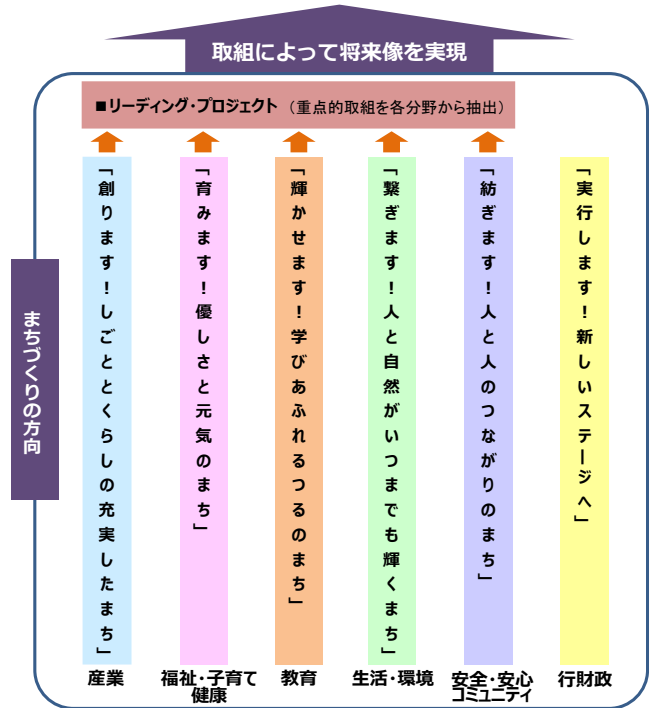 取組によって将来像を実現
■リーディング・プロジェクト（重点的取組を各分野から抽出）
まちづくりの方向
「創ります！しごととくらしの充実したまち」
「育みます！優しさと元気のまち」
「輝かせます！学びあふれるつるのまち」
「繋ぎます！人と自然がいつまでも輝くまち」
「紡ぎます！人と人のつながりのまち」
「実行します！新しいステージへ」
産業
福祉・子育て
健康
教育
生活・環境
安全・安心
コミュニティ
行財政